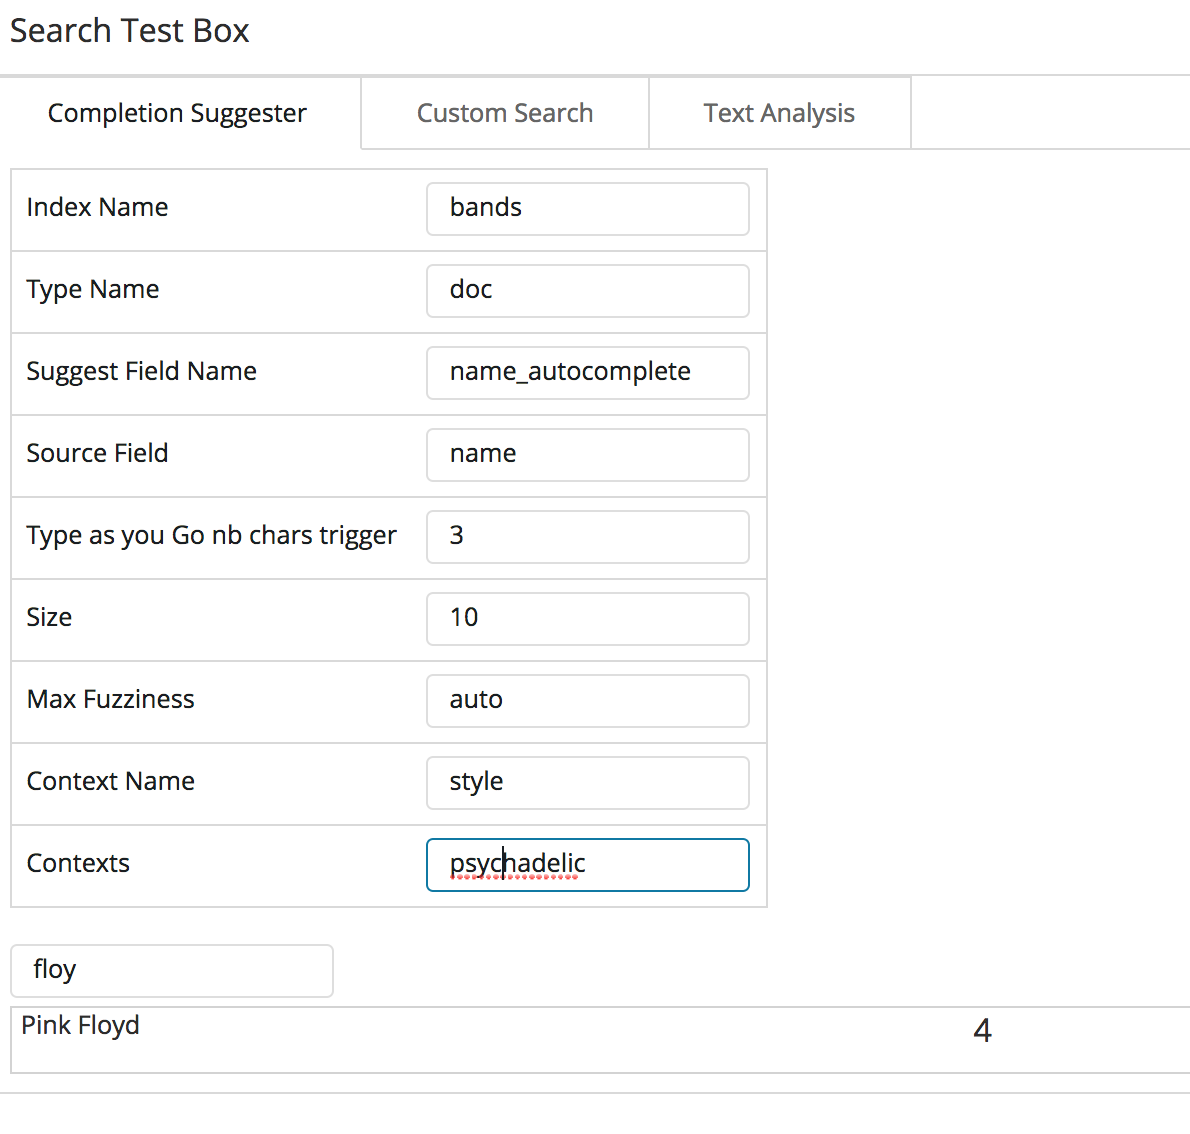 Search Test Box
Completion Suggester Custom Search Text Analysis
Index Name bands
Type Name doc
Suggest Field Name name_autocomplete
Source Field name
Type as you Go nb chars trigger 3
Size 10
Max Fuzziness auto
Context Name style
Contexts psychadelic
floy
Pink Floyd 4